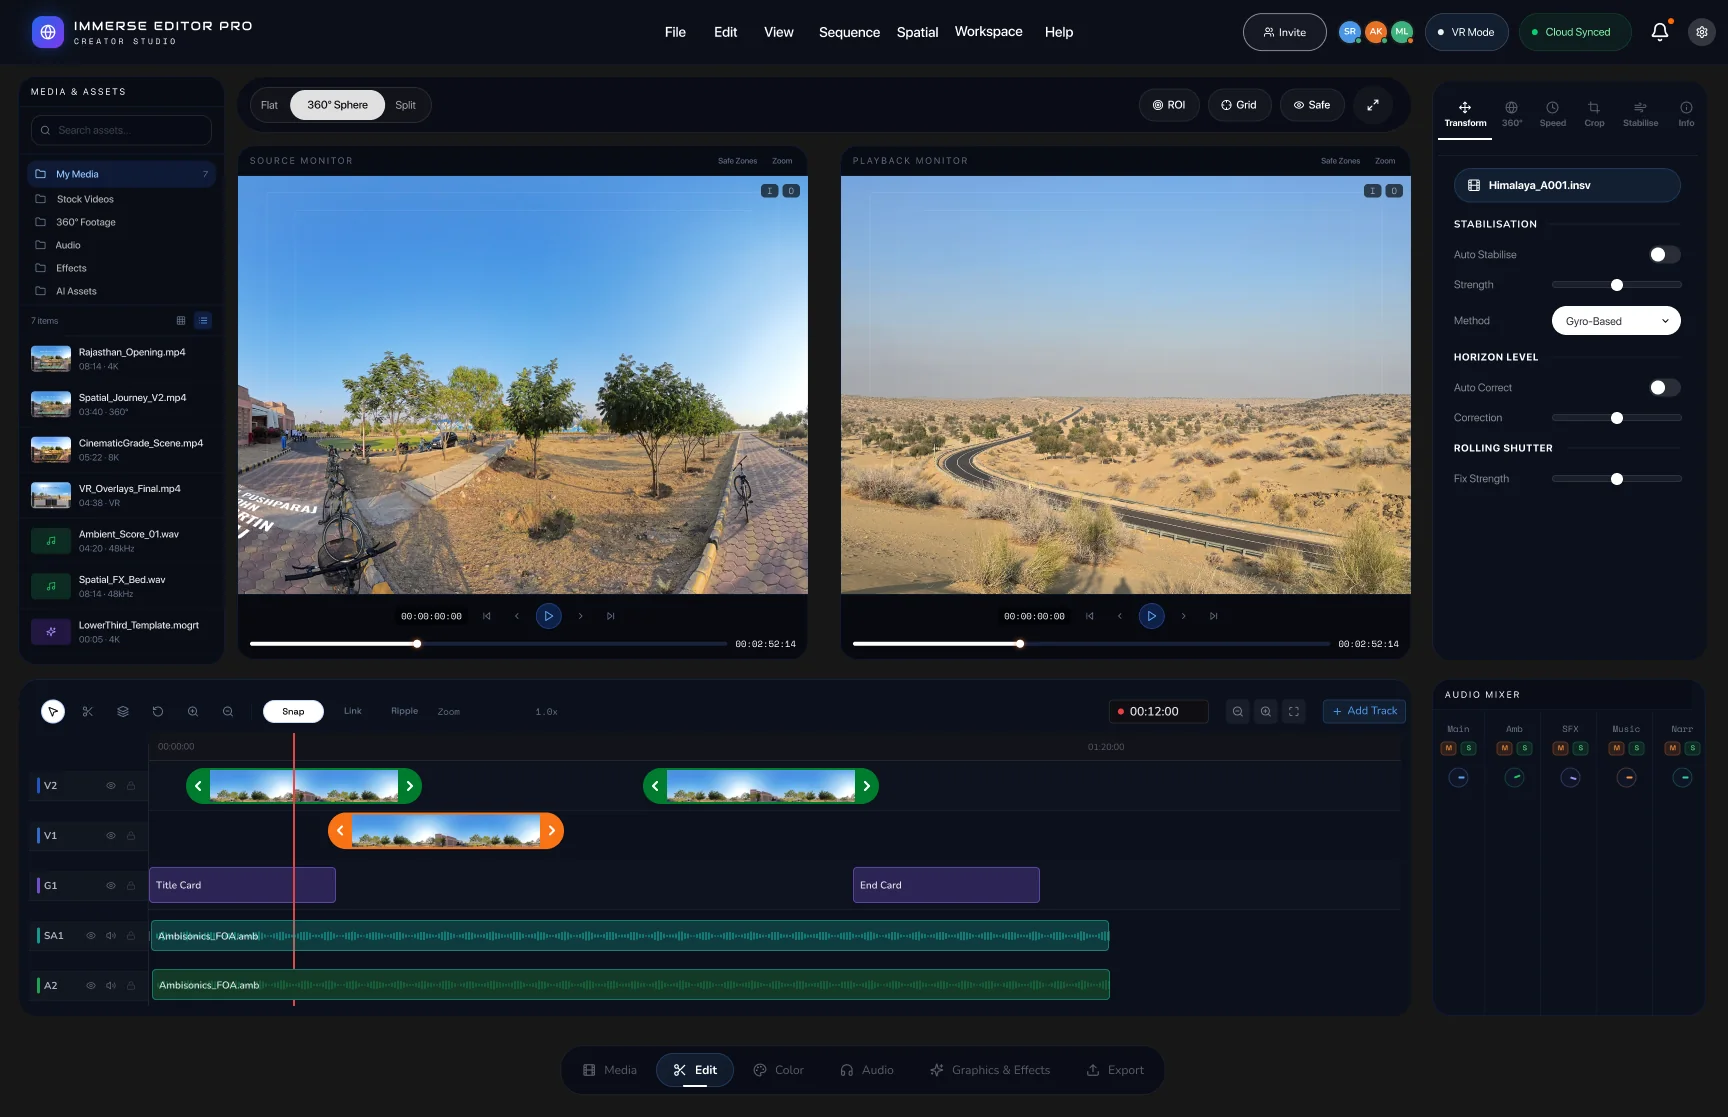 IMMERSE EDITOR PRO
CREATOR STUDIO
File Edit View Sequence Spatial Workspace Help
Invite
SR AK ML
VR Mode
Cloud Synced
MEDIA & ASSETS
Search assets...
My Media 7
Stock Videos
360° Footage
Audio
Effects
AI Assets
7 items
Rajasthan_Opening.mp4
08:14 · 4K
Spatial_Journey_V2.mp4
03:40 · 360°
CinematicGrade_Scene.mp4
05:22 · 8K
VR_Overlays_Final.mp4
04:38 · VR
Ambient_Score_01.wav
04:20 · 48kHz
Spatial_FX_Bed.wav
08:14 · 48kHz
LowerThird_Template.mogrt
00:05 · 4K
Flat 360° Sphere Split
ROI Grid Safe
SOURCE MONITOR Safe Zones Zoom
I O
PUSHPARAJ
00:00:00:00
00:02:52:14
PLAYBACK MONITOR Safe Zones Zoom
I O
00:00:00:00
00:02:52:14
Transform 360° Speed Crop Stabilise Info
Himalaya_A001.insv
STABILISATION
Auto Stabilise
Strength
Method Gyro-Based
HORIZON LEVEL
Auto Correct
Correction
ROLLING SHUTTER
Fix Strength
Snap Link Ripple Zoom 1.0x
00:12:00
+ Add Track
00:00:00 01:20:00
V2
V1
G1 Title Card End Card
SA1 Ambisonics_FOA.amb
A2 Ambisonics_FOA.amb
AUDIO MIXER
Main Amb SFX Music Narr
M S M S M S M S M S
Media Edit Color Audio Graphics & Effects Export